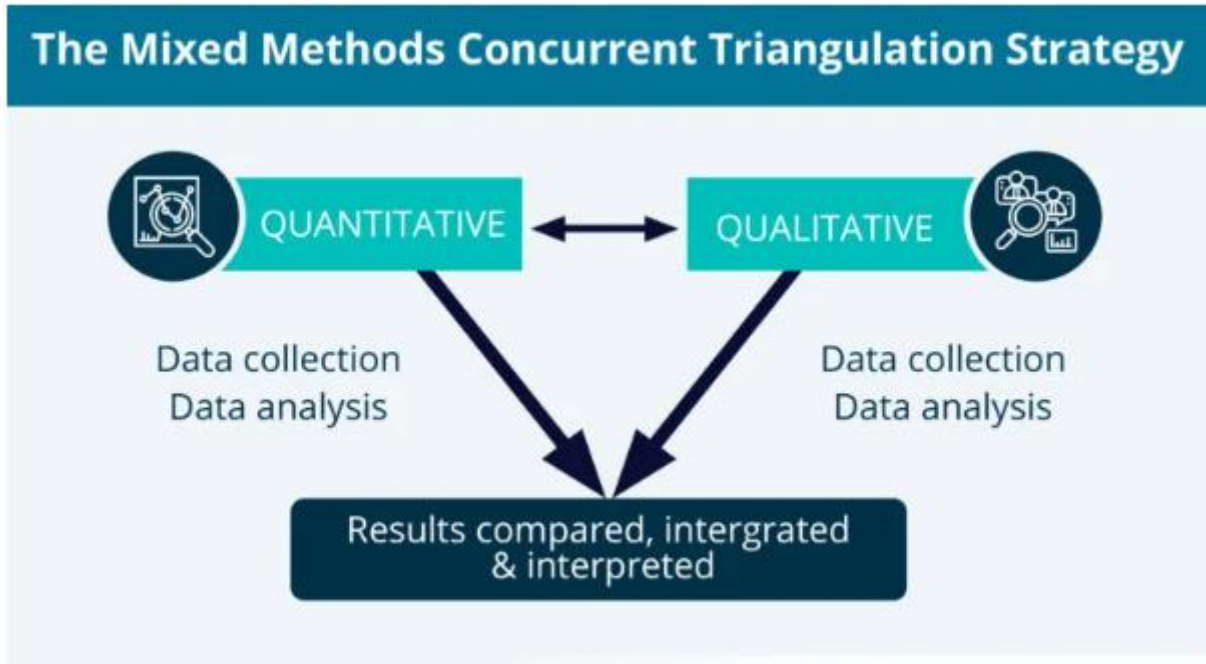 The Mixed Methods Concurrent Triangulation Strategy
QUANTITATIVE
QUALITATIVE
Data collection
Data analysis
Data collection
Data analysis
Results compared, intergrated
& interpreted